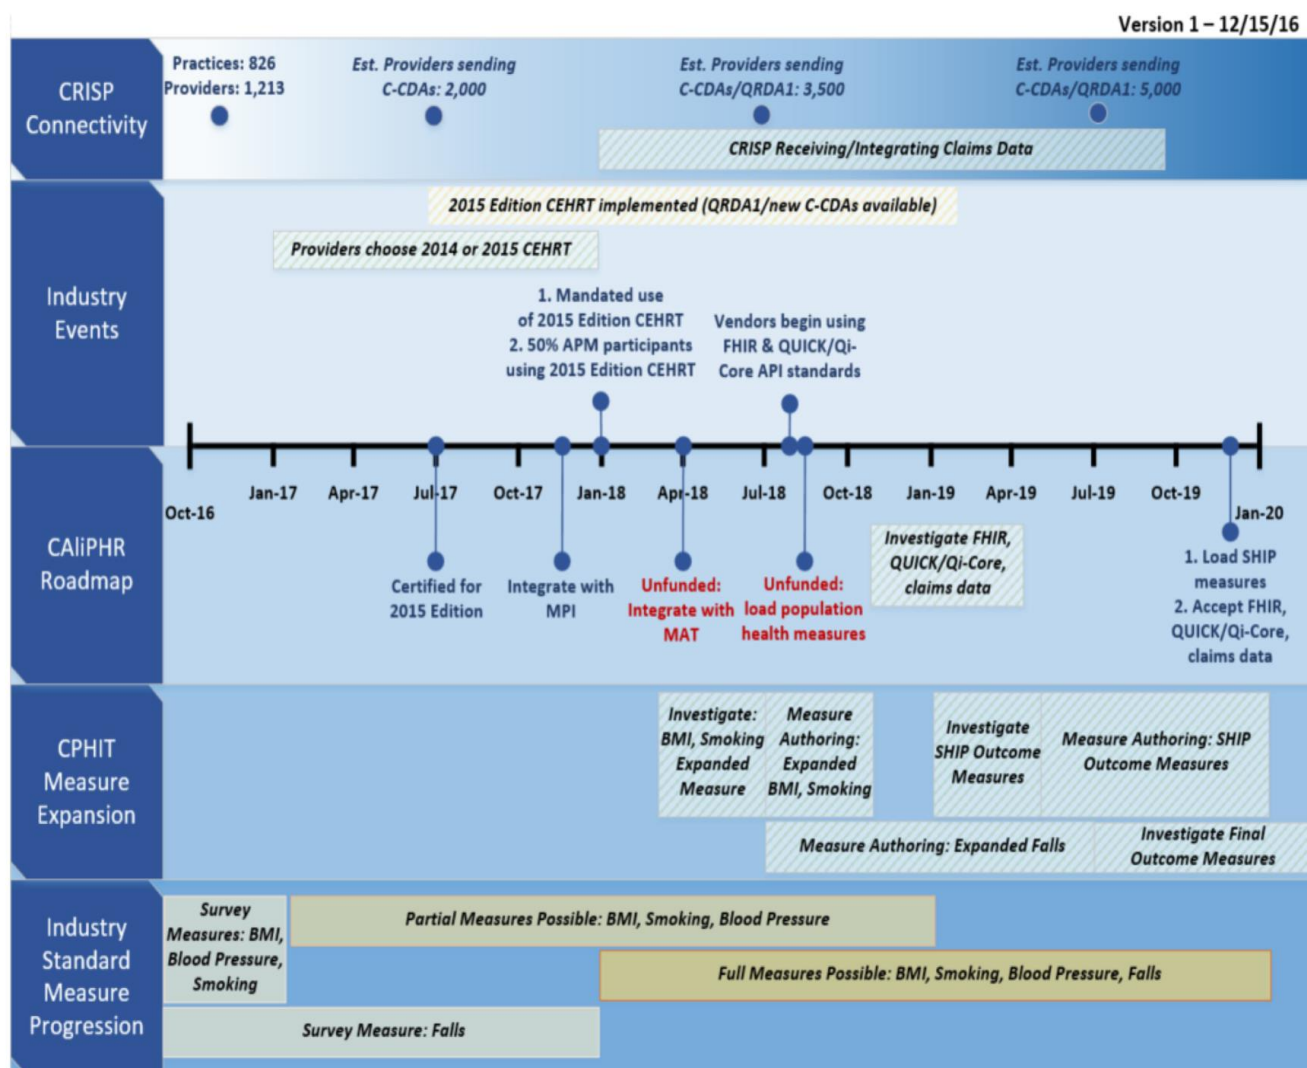 Version 1 – 12/15/16
CRISP
Connectivity
Practices: 826
Providers: 1,213
Est. Providers sending
C-CDAs: 2,000
Est. Providers sending
C-CDAs/QRDA1: 3,500
Est. Providers sending
C-CDAs/QRDA1: 5,000
CRISP Receiving/Integrating Claims Data
Industry
Events
2015 Edition CEHRT implemented (QRDA1/new C-CDAs available)
Providers choose 2014 or 2015 CEHRT
1. Mandated use
of 2015 Edition CEHRT
2. 50% APM participants
using 2015 Edition CEHRT
Vendors begin using
FHIR & QUICK/Qi-
Core API standards
Oct-16
Jan-17
Apr-17
Jul-17
Oct-17
Jan-18
Apr-18
Jul-18
Oct-18
Jan-19
Apr-19
Jul-19
Oct-19
Jan-20
CAliPHR
Roadmap
Certified for
2015 Edition
Integrate with
MPI
Unfunded:
Integrate with
MAT
Unfunded:
load population
health measures
Investigate FHIR,
QUICK/Qi-Core,
claims data
1. Load SHIP
measures
2. Accept FHIR,
QUICK/Qi-Core,
claims data
CPHIT
Measure
Expansion
Investigate:
BMI, Smoking
Expanded
Measure
Measure
Authoring:
Expanded
BMI, Smoking
Investigate
SHIP Outcome
Measures
Measure Authoring: SHIP
Outcome Measures
Measure Authoring: Expanded Falls
Investigate Final
Outcome Measures
Industry
Standard
Measure
Progression
Survey
Measures: BMI,
Blood Pressure,
Smoking
Partial Measures Possible: BMI, Smoking, Blood Pressure
Full Measures Possible: BMI, Smoking, Blood Pressure, Falls
Survey Measure: Falls